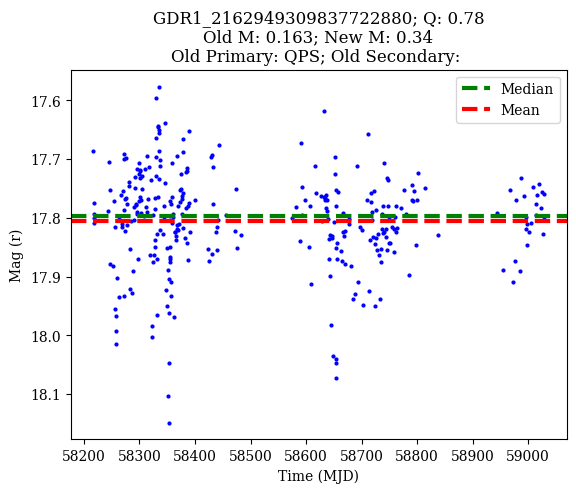 GDR1_2162949309837722880; Q: 0.78
Old M: 0.163; New M: 0.34
Old Primary: QPS; Old Secondary:
Median
Mean
Mag (r)
17.6
17.7
17.8
17.9
18.0
18.1
58200 58300 58400 58500 58600 58700 58800 58900 59000
Time (MJD)